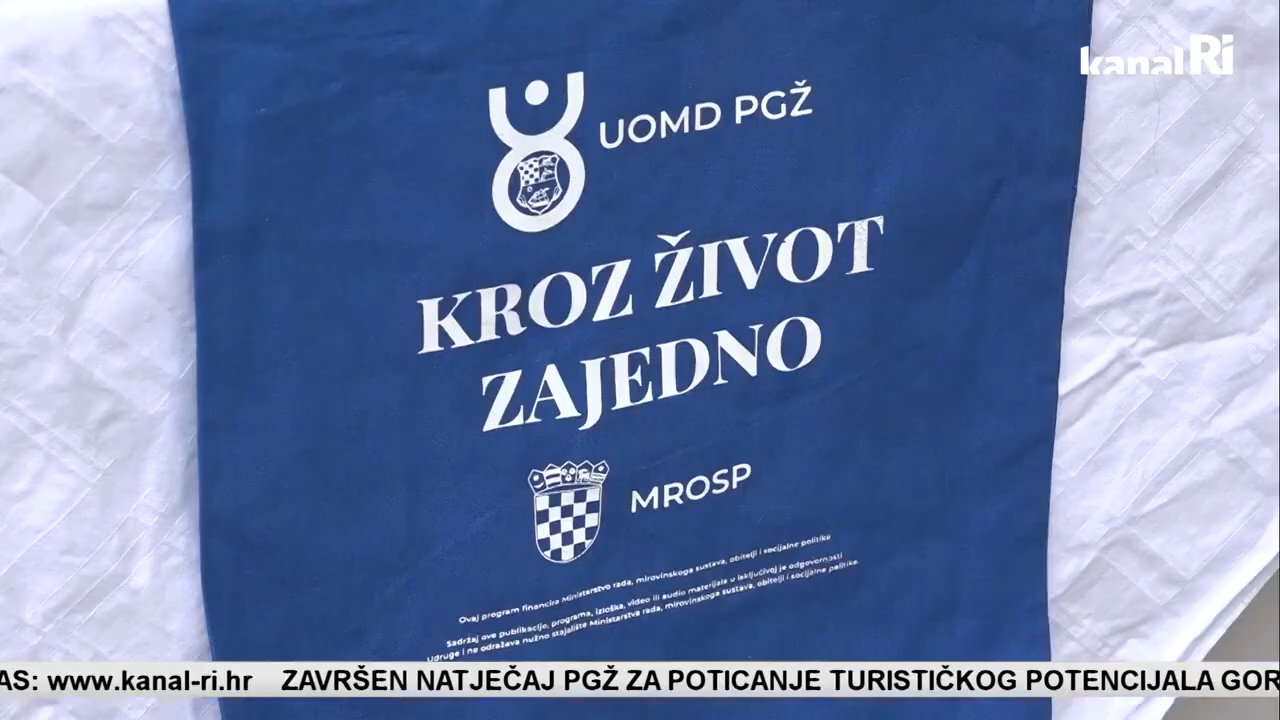 kanal Ri
UOMD PGŽ
KROZ ŽIVOT
ZAJEDNO
MROSP
Ovaj program financira Ministarstvo rada, mirovinskoga sustava, obitelji i socijalne politike
Sadržaj ove publikacije, programa, izloška, video ili audio materijala u isključivoj je odgovornosti
Udruge i ne odražava nužno stajalište Ministarstva rada, mirovinskoga sustava, obitelji i socijalne politike.
AS: www.kanal-ri.hr ZAVRŠEN NATJEČAJ PGŽ ZA POTICANJE TURISTIČKOG POTENCIJALA GOR